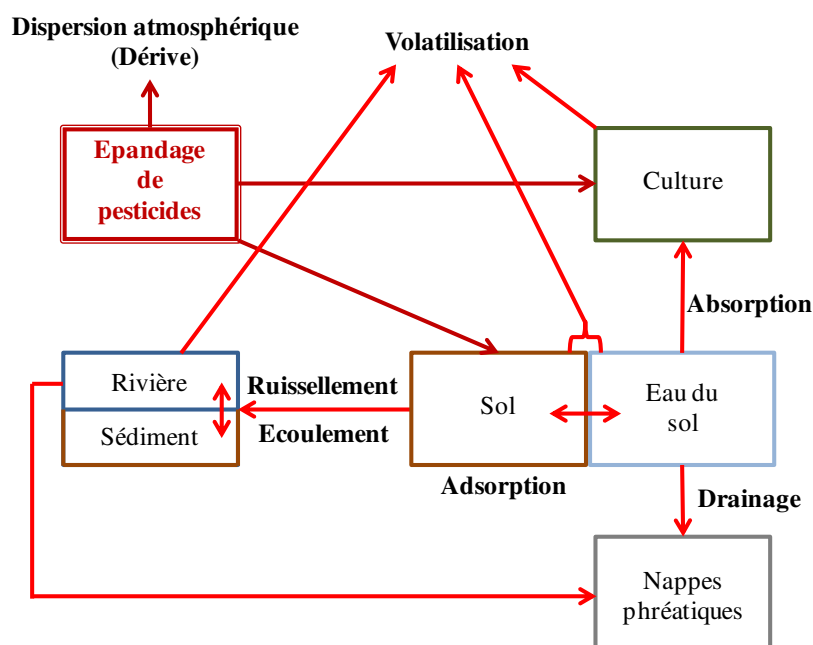 Dispersion atmosphérique
(Dérive)
Volatilisation
Epandage
de
pesticides
Culture
Absorption
Rivière
Sédiment
Ruissellement
Ecoulement
Sol
Eau du
sol
Adsorption
Drainage
Nappes
phréatiques